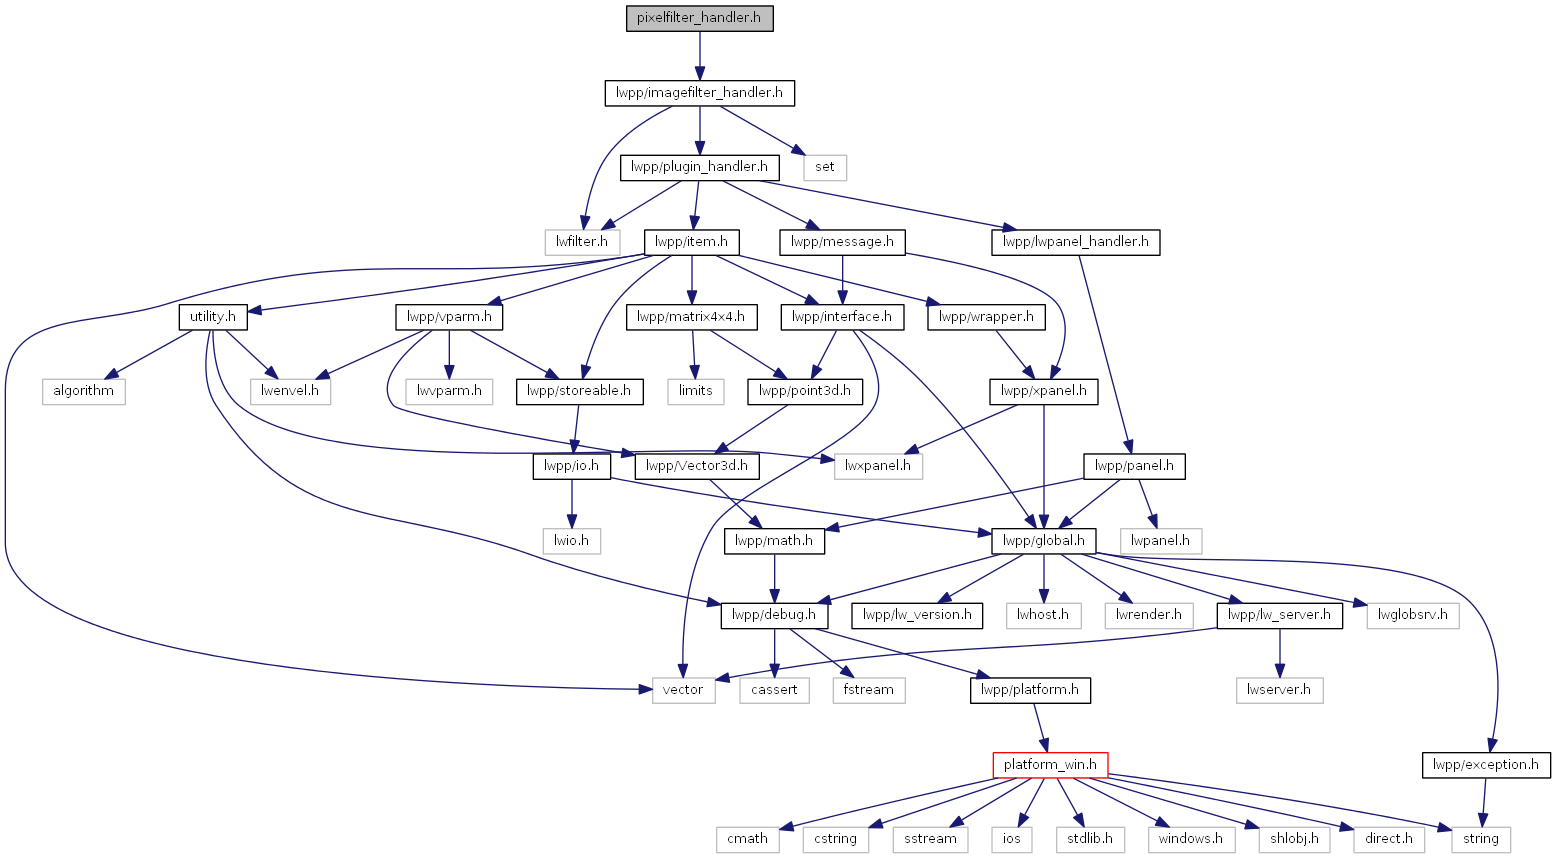 pixelfilter_handler.h
lwpp/imagefilter_handler.h
lwpp/plugin_handler.h
set
lwfilter.h
lwpp/item.h
lwpp/message.h
lwpp/lwpanel_handler.h
utility.h
lwpp/vparm.h
lwpp/matrix4x4.h
lwpp/interface.h
lwpp/wrapper.h
algorithm
lwenvel.h
lwvparm.h
lwpp/storeable.h
limits
lwpp/point3d.h
lwpp/xpanel.h
lwpp/io.h
lwpp/Vector3d.h
lwxpanel.h
lwpp/panel.h
lwio.h
lwpp/math.h
lwpp/global.h
lwpanel.h
lwpp/debug.h
lwpp/lw_version.h
lwhost.h
lwrender.h
lwpp/lw_server.h
lwglobsrv.h
vector
cassert
fstream
lwpp/platform.h
lwserver.h
platform_win.h
lwpp/exception.h
cmath
cstring
sstream
ios
stdlib.h
windows.h
shlobj.h
direct.h
string